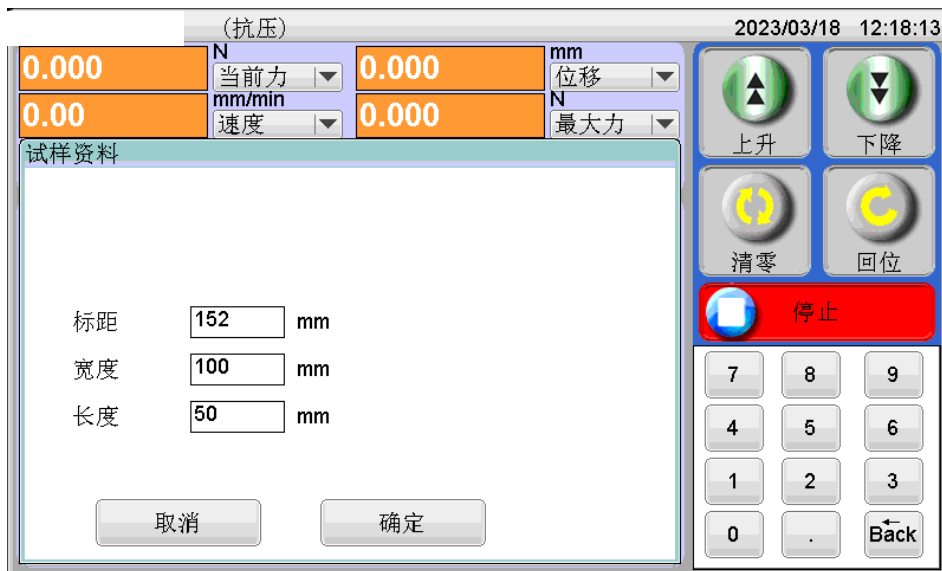 (抗压) 2023/03/18 12:18:13
0.000 N 当前力 0.000 mm 位移
0.00 mm/min 速度 0.000 N 最大力
上升 下降
试样资料
清零 回位
停止
标距 152 mm
宽度 100 mm
长度 50 mm
取消 确定
7 8 9
4 5 6
1 2 3
0 . Back